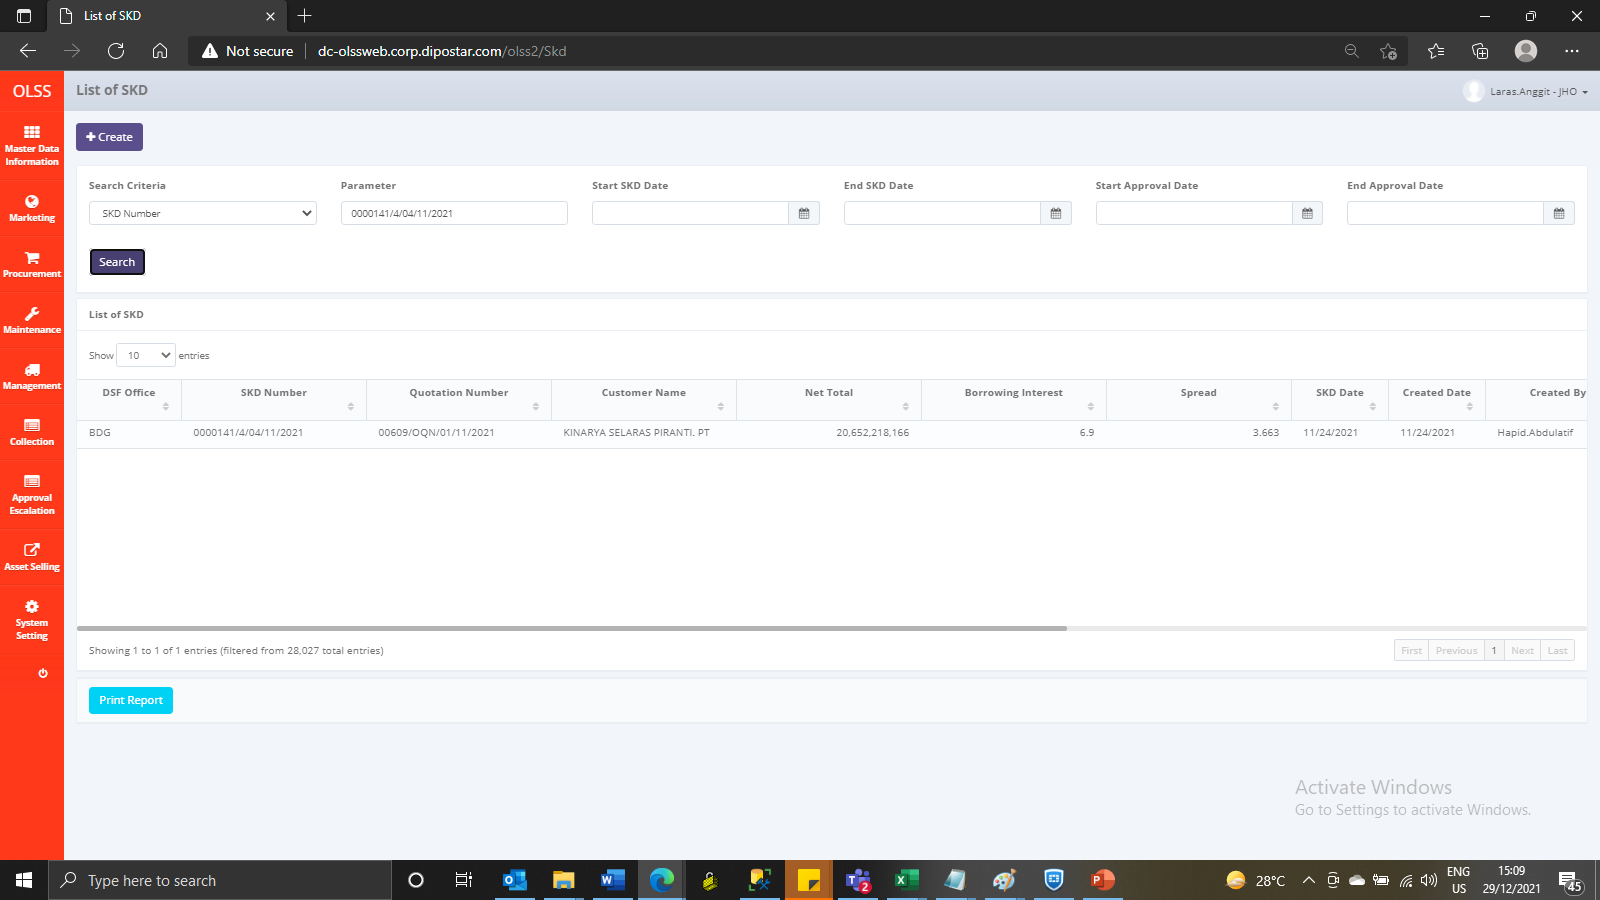 List of SKD
Not secure
dc-olssweb.corp.dipostar.com/olss2/Skd
OLSS
List of SKD
Laras.Anggit - JHO
Master Data
Information
Marketing
Procurement
Maintenance
Management
Collection
Approval
Escalation
Asset Selling
System
Setting
Create
Search Criteria
Parameter
Start SKD Date
End SKD Date
Start Approval Date
End Approval Date
SKD Number
0000141/4/04/11/2021
Search
List of SKD
Show 10 entries
DSF Office
SKD Number
Quotation Number
Customer Name
Net Total
Borrowing Interest
Spread
SKD Date
Created Date
Created By
BDG
0000141/4/04/11/2021
00609/OQN/01/11/2021
KINARYA SELARAS PIRANTI. PT
20,652,218,166
6.9
3.663
11/24/2021
11/24/2021
Hapid.Abdulatif
Showing 1 to 1 of 1 entries (filtered from 28,027 total entries)
First
Previous
1
Next
Last
Print Report
Activate Windows
Go to Settings to activate Windows.
Type here to search
2
28°C
ENG
US
15:09
29/12/2021
45